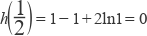 h(1/2) = 1 − 1 + 2ln1 = 0